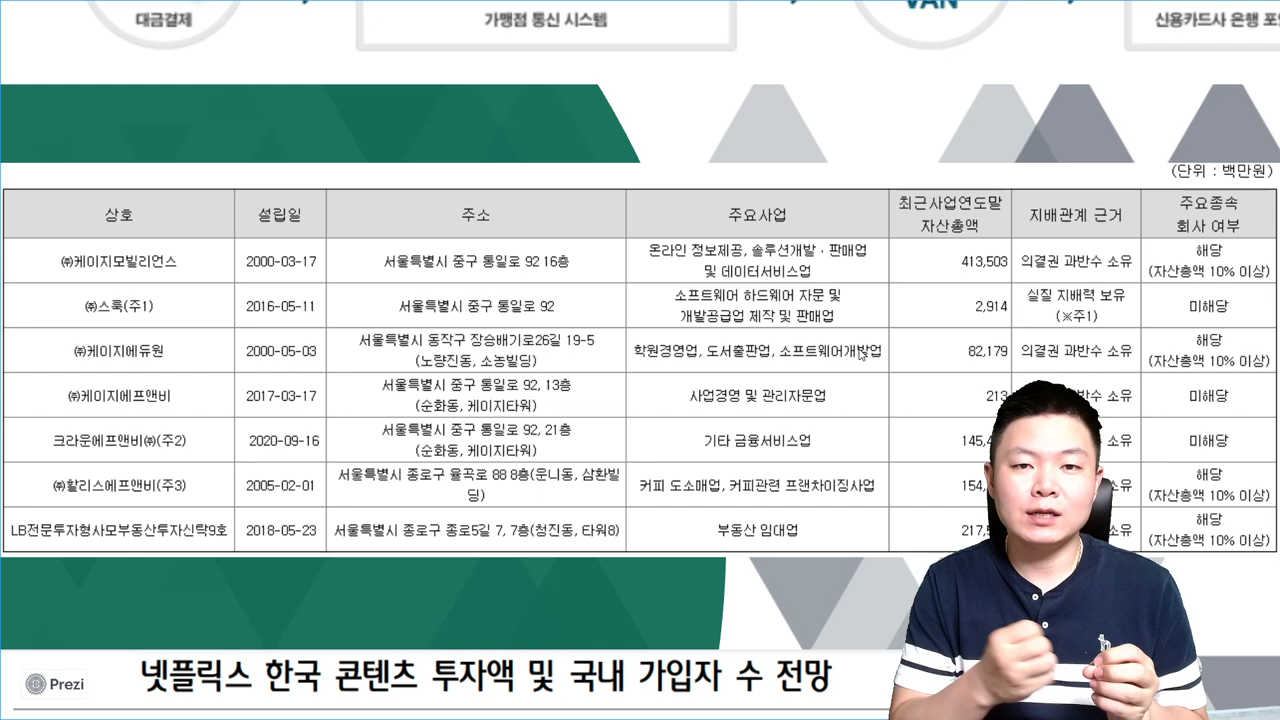 대금결제
가맹점 통신 시스템
VAN
신용카드사 은행
(단위 : 백만원)
상호 설립일 주소 주요사업 최근사업연도말 자산총액 지배관계 근거 주요종속 회사 여부
㈜케이지모빌리언스 2000-03-17 서울특별시 중구 통일로 92 16층 온라인 정보제공, 솔루션개발 · 판매업 및 데이터서비스업 413,503 의결권 과반수 소유 해당 (자산총액 10% 이상)
㈜스룩(주1) 2016-05-11 서울특별시 중구 통일로 92 소프트웨어 하드웨어 자문 및 개발공급업 제작 및 판매업 2,914 실질 지배력 보유 (※주1) 미해당
㈜케이지에듀원 2000-05-03 서울특별시 동작구 장승배기로26길 19-5 (노량진동, 소농빌딩) 학원경영업, 도서출판업, 소프트웨어개발업 82,179 의결권 과반수 소유 해당 (자산총액 10% 이상)
㈜케이지에프앤비 2017-03-17 서울특별시 중구 통일로 92, 13층 (순화동, 케이지타워) 사업경영 및 관리자문업 213 소유 미해당
크라운에프앤비㈜(주2) 2020-09-16 서울특별시 중구 통일로 92, 21층 (순화동, 케이지타워) 기타 금융서비스업 145, 소유 미해당
㈜할리스에프앤비(주3) 2005-02-01 서울특별시 종로구 율곡로 88 8층(운니동, 삼환빌딩) 커피 도소매업, 커피관련 프랜차이징사업 154, 소유 해당 (자산총액 10% 이상)
LB전문투자형사모부동산투자신탁9호 2018-05-23 서울특별시 종로구 종로5길 7, 7층(청진동, 타워8) 부동산 임대업 217, 소유 해당 (자산총액 10% 이상)
Prezi
넷플릭스 한국 콘텐츠 투자액 및 국내 가입자 수 전망